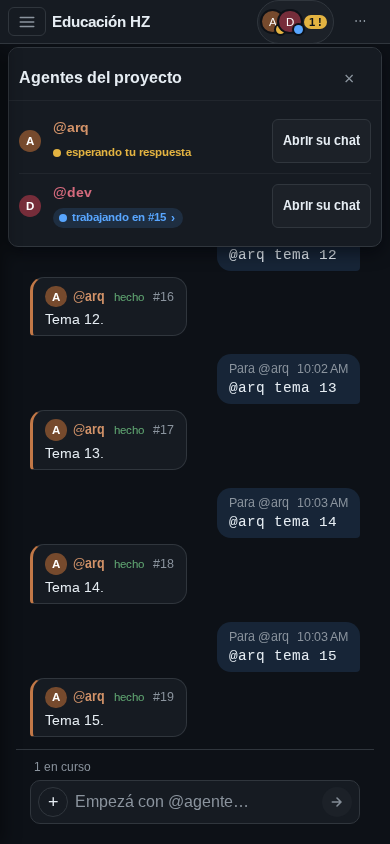 Educación HZ
A D 1 ! ...
Agentes del proyecto ×
A @arq
esperando tu respuesta
Abrir su chat
D @dev
trabajando en #15 ›
Abrir su chat
@arq tema 12
A @arq hecho #16
Tema 12.
Para @arq 10:02 AM
@arq tema 13
A @arq hecho #17
Tema 13.
Para @arq 10:03 AM
@arq tema 14
A @arq hecho #18
Tema 14.
Para @arq 10:03 AM
@arq tema 15
A @arq hecho #19
Tema 15.
1 en curso
+ Empezá con @agente…